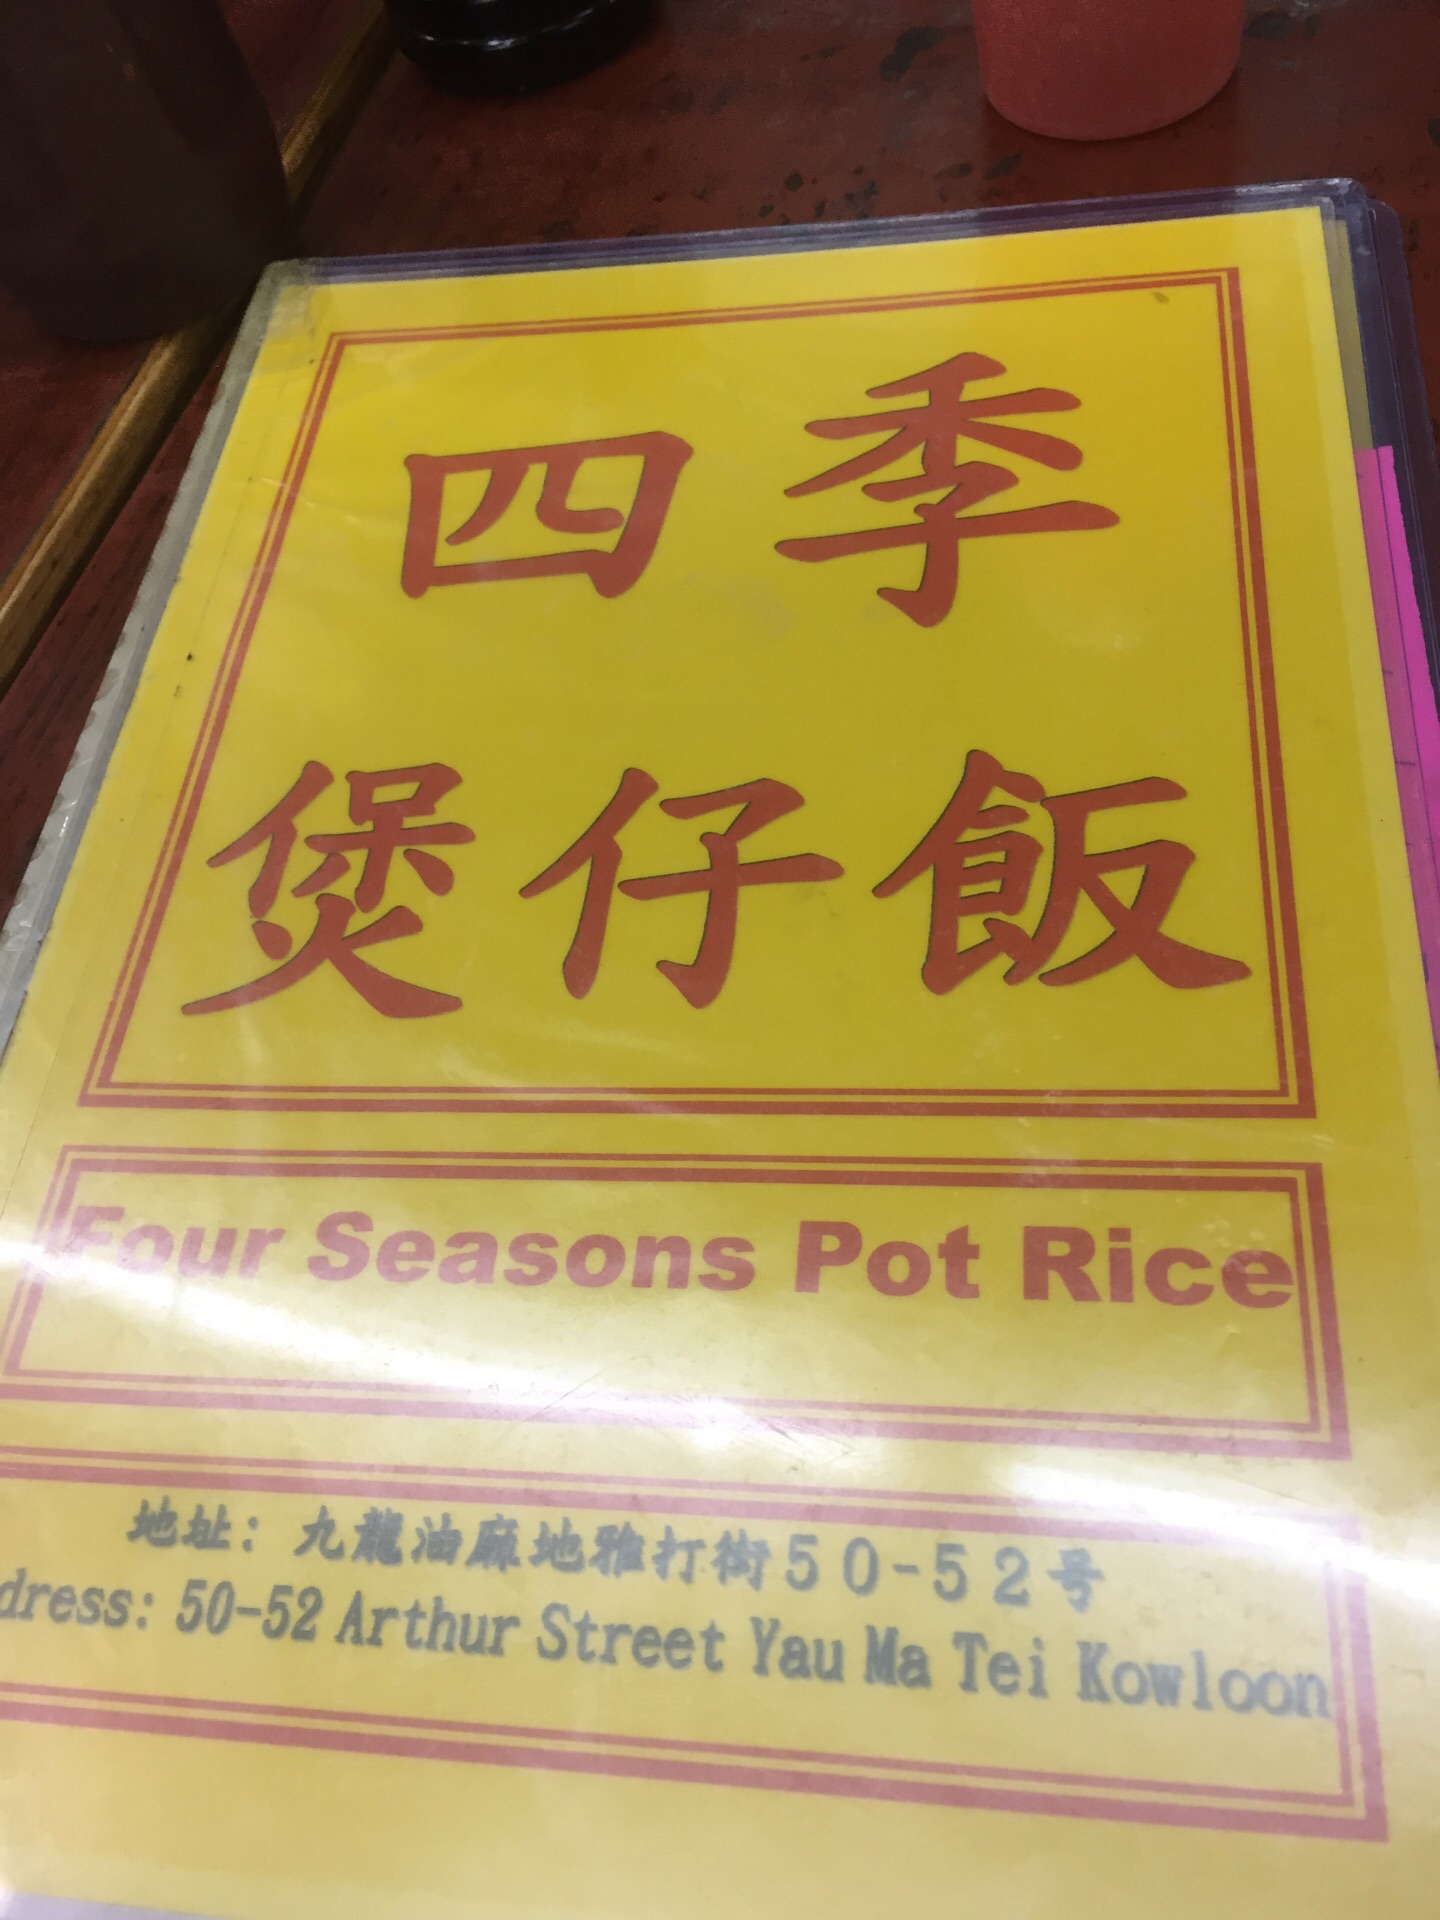 四季
煲仔飯
Four Seasons Pot Rice
地址：九龍油麻地雅打街５０-５２号
dress: 50-52 Arthur Street Yau Ma Tei Kowloon